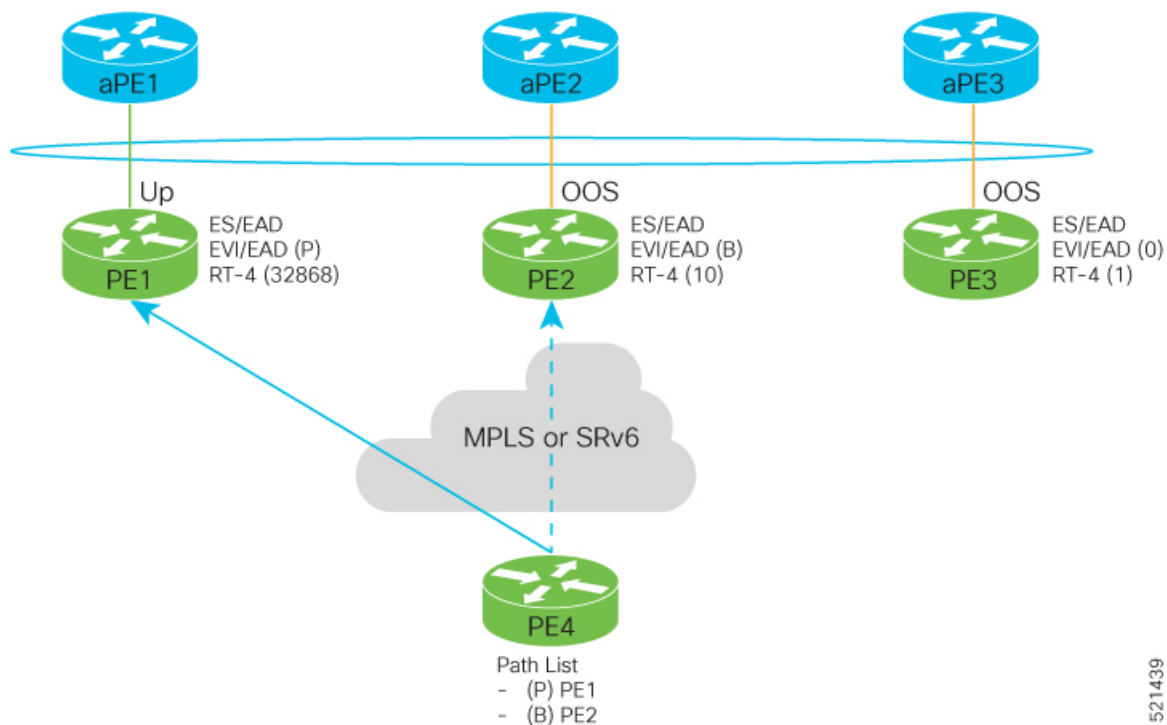 aPE1
aPE2
aPE3
Up
OOS
OOS
PE1
ES/EAD
EVI/EAD (P)
RT-4 (32868)
PE2
ES/EAD
EVI/EAD (B)
RT-4 (10)
PE3
ES/EAD
EVI/EAD (0)
RT-4 (1)
MPLS or SRv6
PE4
Path List
- (P) PE1
- (B) PE2
521439